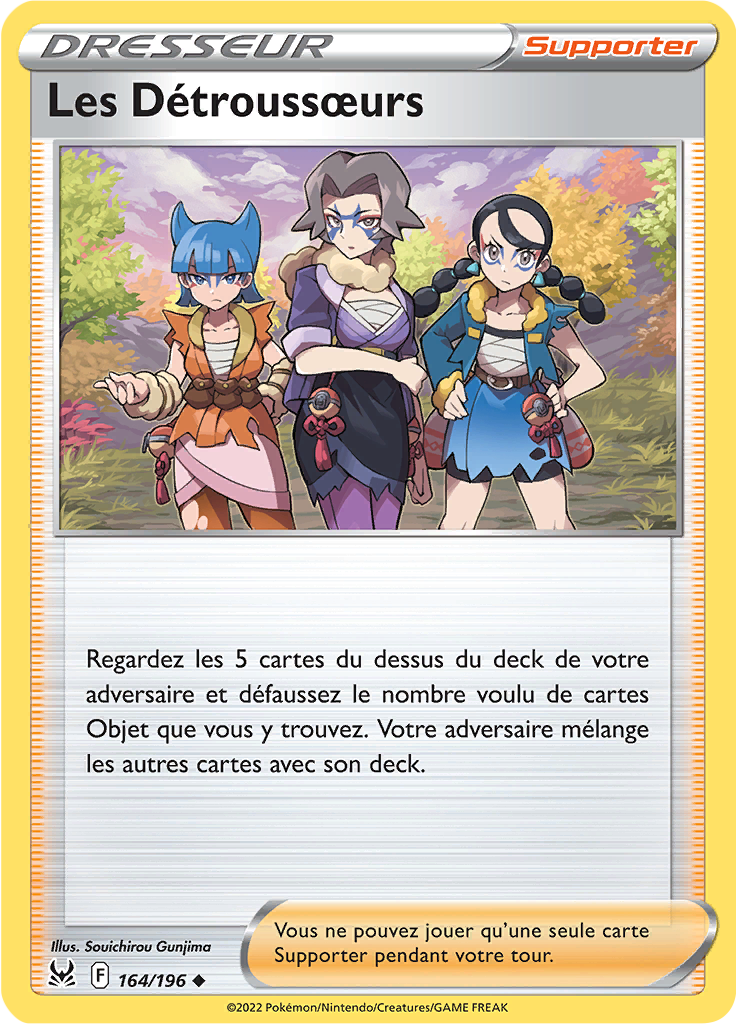 DRESSEUR
Supporter
Les Détroussœurs
Regardez les 5 cartes du dessus du deck de votre
adversaire et défaussez le nombre voulu de cartes
Objet que vous y trouvez. Votre adversaire mélange
les autres cartes avec son deck.
Illus. Souichirou Gunjima
Vous ne pouvez jouer qu'une seule carte
Supporter pendant votre tour.
F 164/196 ◆
©2022 Pokémon/Nintendo/Creatures/GAME FREAK